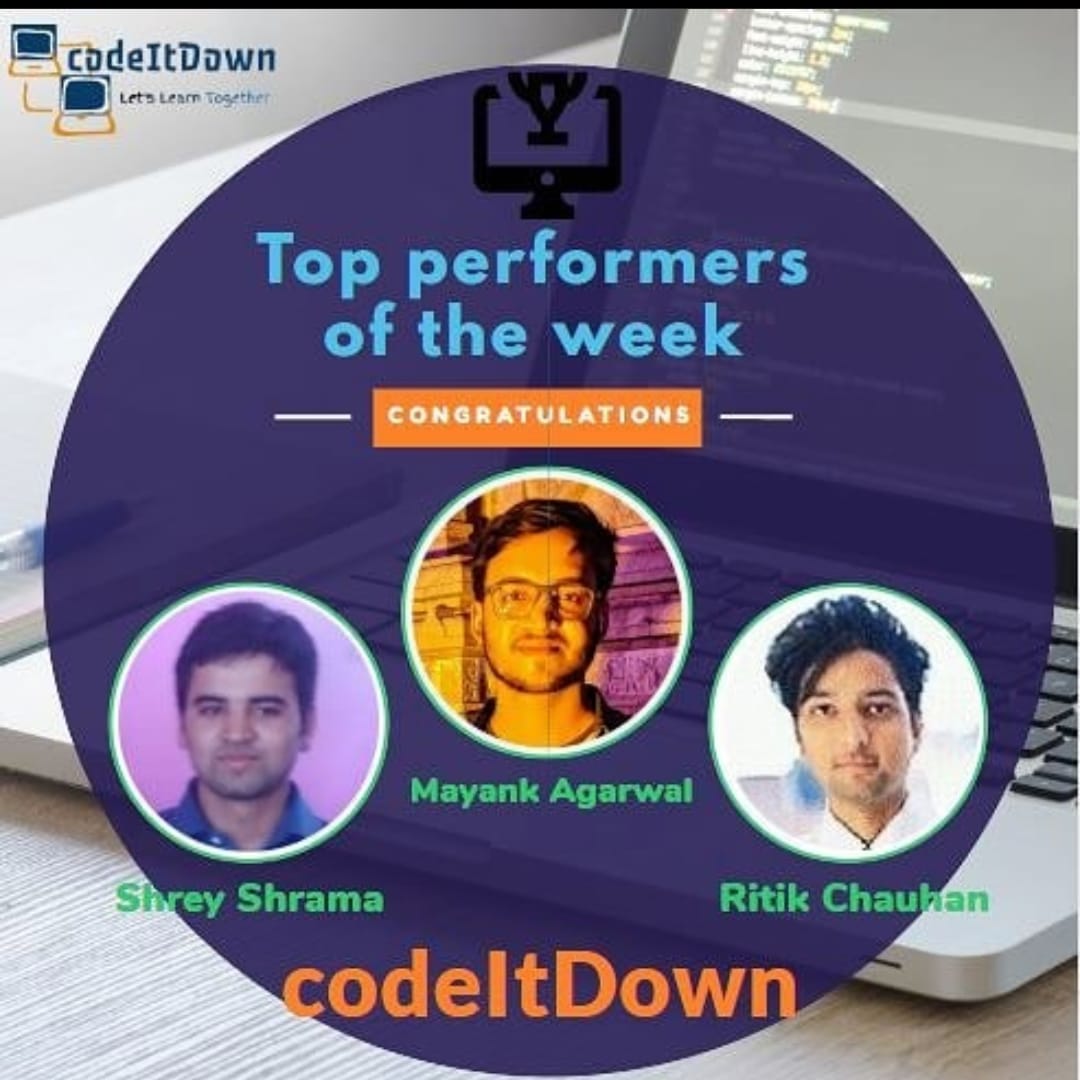 codeItDown
Let's Learn Together
Top performers
of the week
CONGRATULATIONS
Mayank Agarwal
Shrey Shrama
Ritik Chauhan
codeItDown